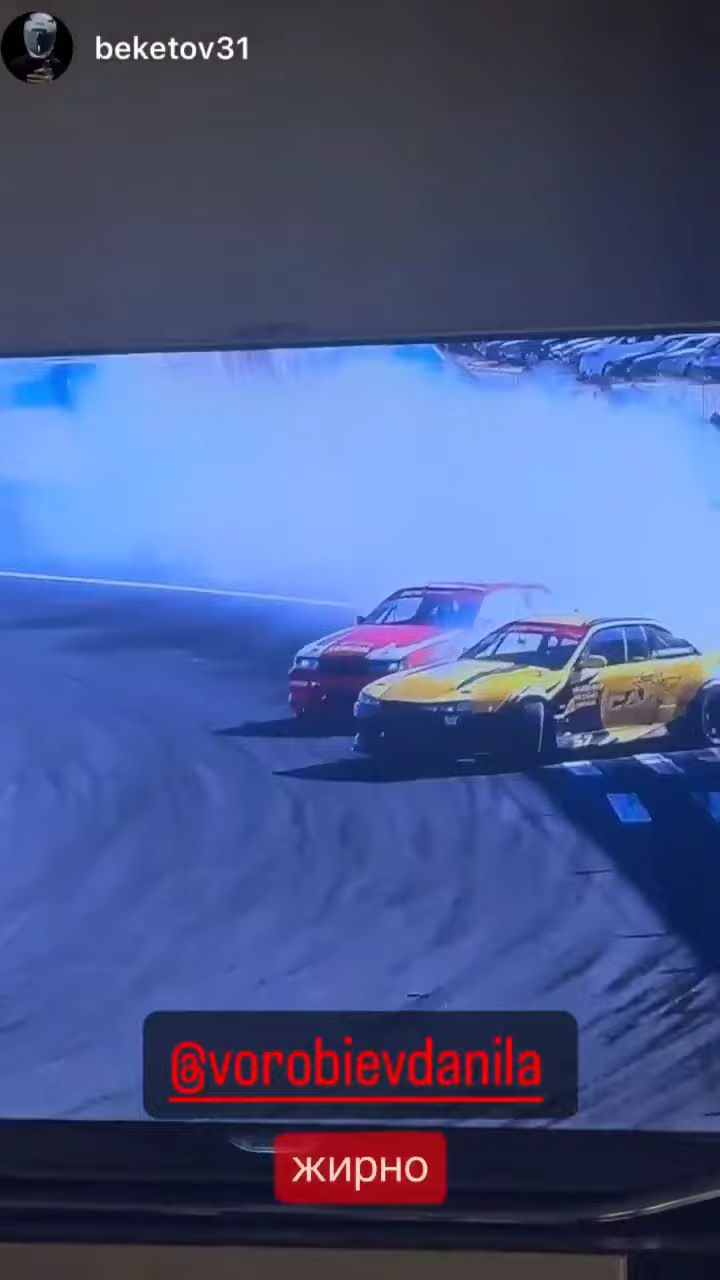 beketov31
@vorobievdanila
жирно